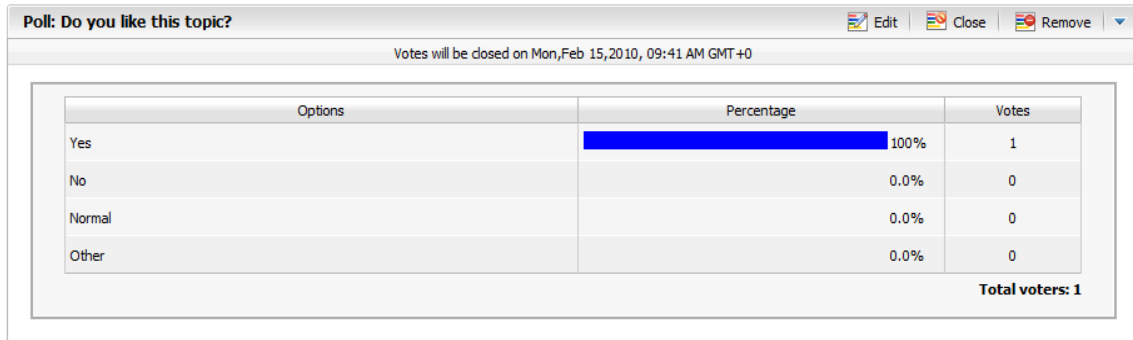 Poll: Do you like this topic? Edit Close Remove
Votes will be closed on Mon,Feb 15,2010, 09:41 AM GMT+0
Options Percentage Votes
Yes 100% 1
No 0.0% 0
Normal 0.0% 0
Other 0.0% 0
Total voters: 1